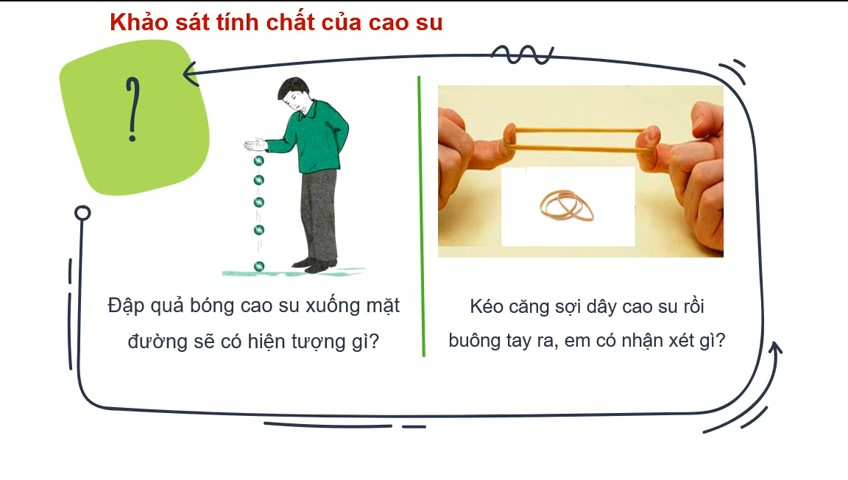 Khảo sát tính chất của cao su
?
Đập quả bóng cao su xuống mặt
đường sẽ có hiện tượng gì?
Kéo căng sợi dây cao su rồi
buông tay ra, em có nhận xét gì?